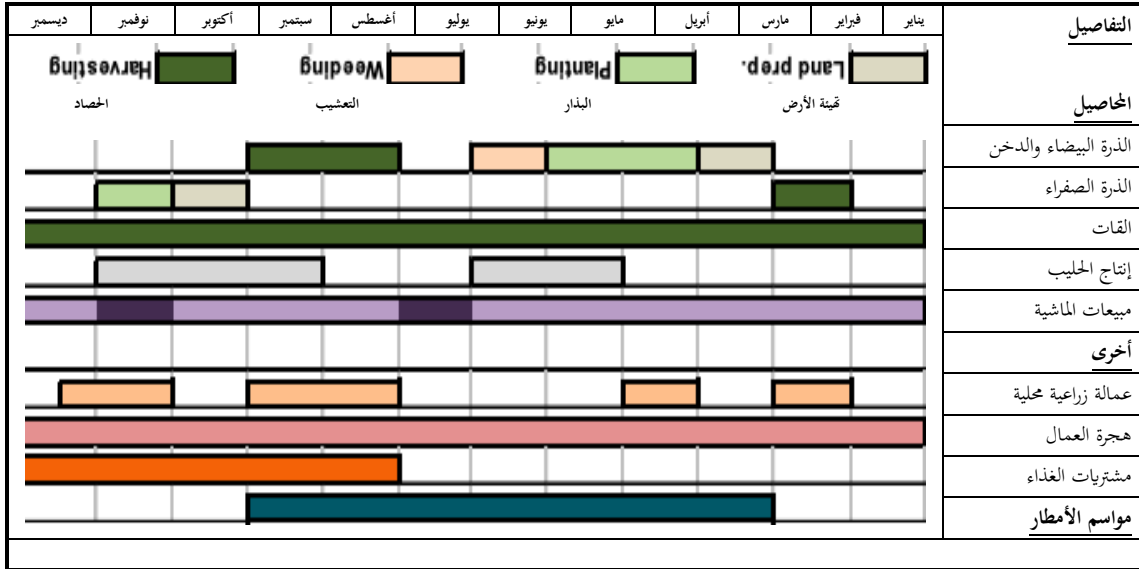 التفاصيل
يناير فبراير مارس أبريل مايو يونيو يوليو أغسطس سبتمبر أكتوبر نوفمبر ديسمبر
Land prep. Planting Weeding Harvesting
المحاصيل
تهيئة الأرض البذار التعشيب الحصاد
الذرة البيضاء والدخن
الذرة الصفراء
القات
إنتاج الحليب
مبيعات الماشية
أخرى
عمالة زراعية محلية
هجرة العمال
مشتريات الغذاء
مواسم الأمطار